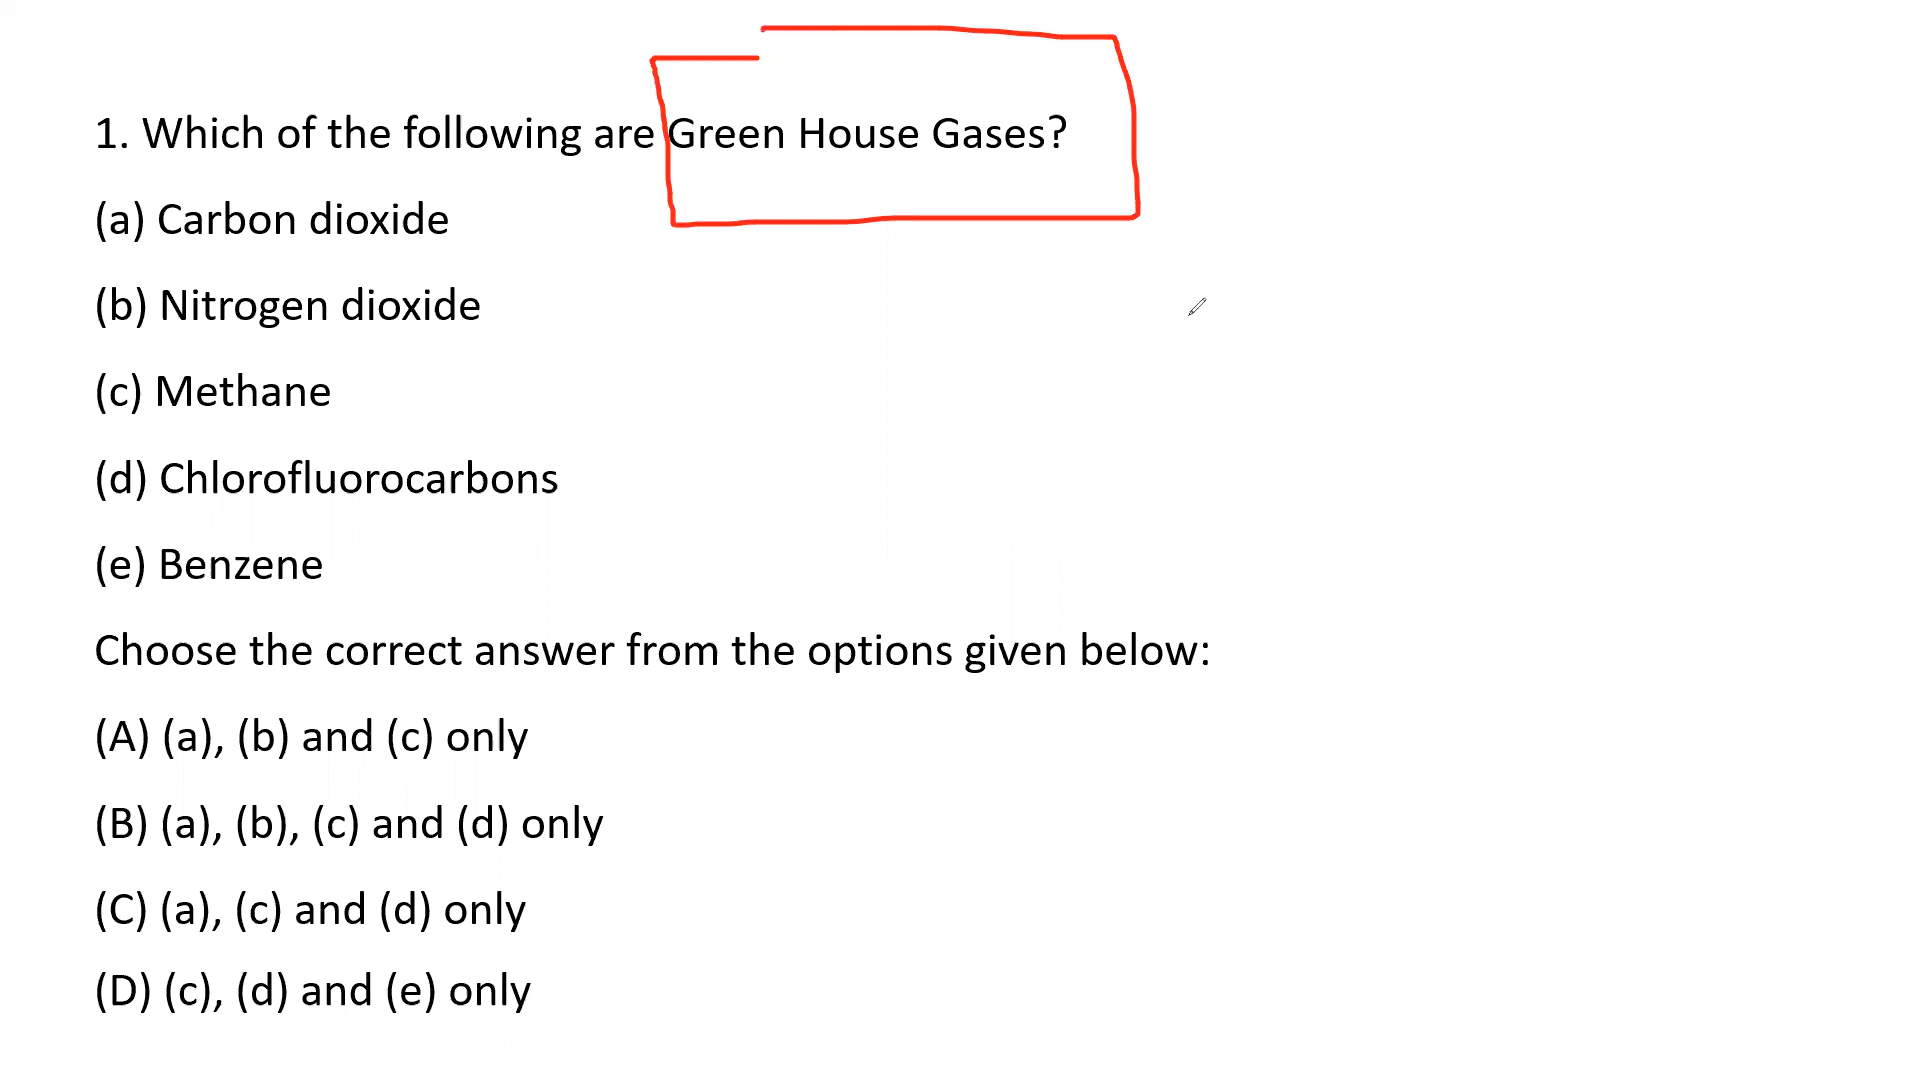 1. Which of the following are Green House Gases?
(a) Carbon dioxide
(b) Nitrogen dioxide
(c) Methane
(d) Chlorofluorocarbons
(e) Benzene
Choose the correct answer from the options given below:
(A) (a), (b) and (c) only
(B) (a), (b), (c) and (d) only
(C) (a), (c) and (d) only
(D) (c), (d) and (e) only